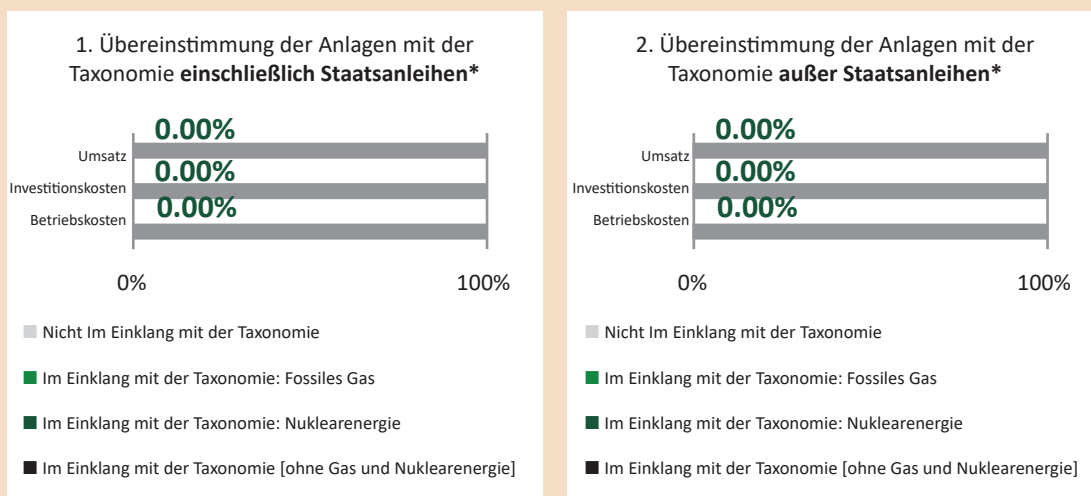 1. Übereinstimmung der Anlagen mit der
Taxonomie einschließlich Staatsanleihen*
0.00%
Umsatz
0.00%
Investitionskosten
0.00%
Betriebskosten
0%
100%
Nicht Im Einklang mit der Taxonomie
Im Einklang mit der Taxonomie: Fossiles Gas
Im Einklang mit der Taxonomie: Nuklearenergie
Im Einklang mit der Taxonomie [ohne Gas und Nuklearenergie]
2. Übereinstimmung der Anlagen mit der
Taxonomie außer Staatsanleihen*
0.00%
Umsatz
0.00%
Investitionskosten
0.00%
Betriebskosten
0%
100%
Nicht Im Einklang mit der Taxonomie
Im Einklang mit der Taxonomie: Fossiles Gas
Im Einklang mit der Taxonomie: Nuklearenergie
Im Einklang mit der Taxonomie [ohne Gas und Nuklearenergie]